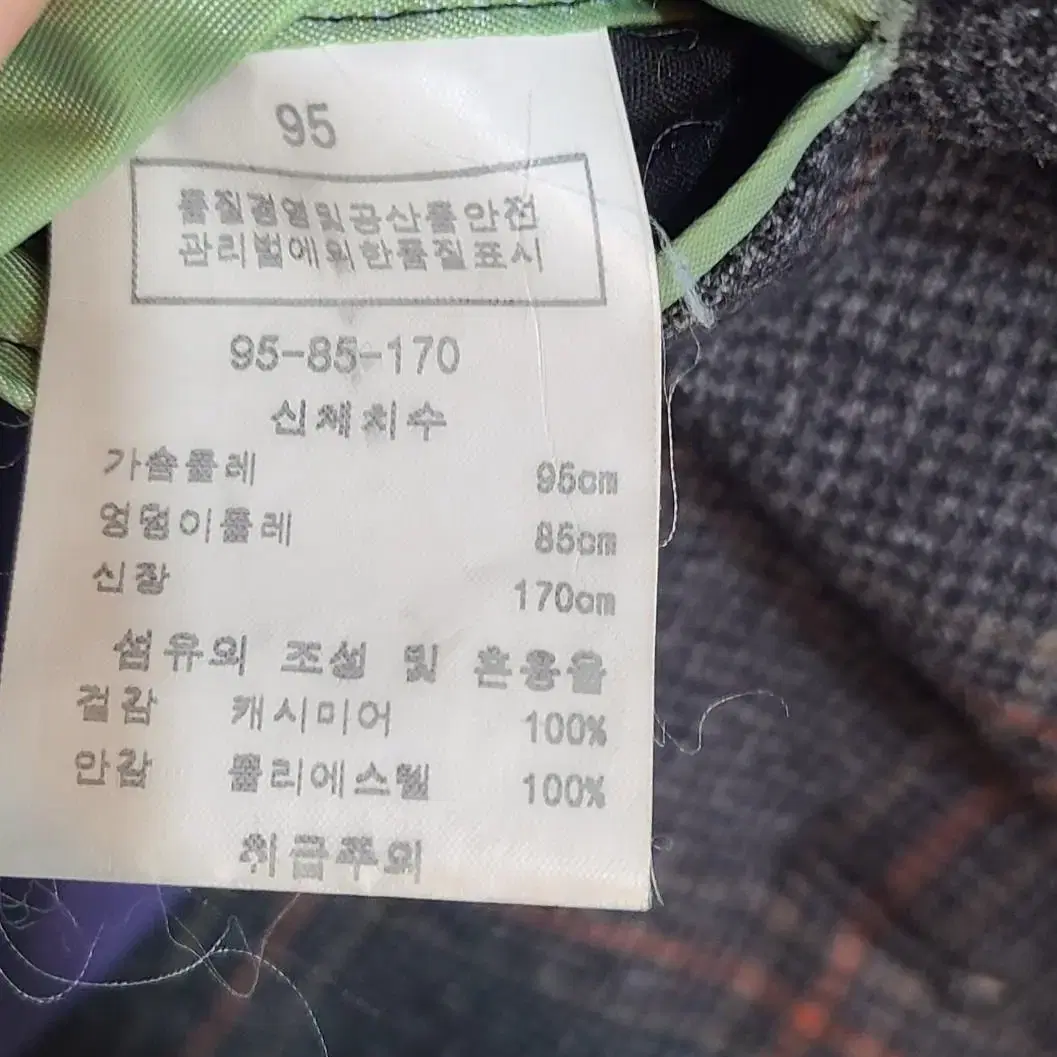 95
품질경영및공산품안전
관리법에의한품질표시
95-85-170
신체치수
가슴둘레 95cm
엉덩이둘레 85cm
신장 170cm
섬유의 조성 및 혼용율
겉감 캐시미어 100%
안감 폴리에스텔 100%
취급주의